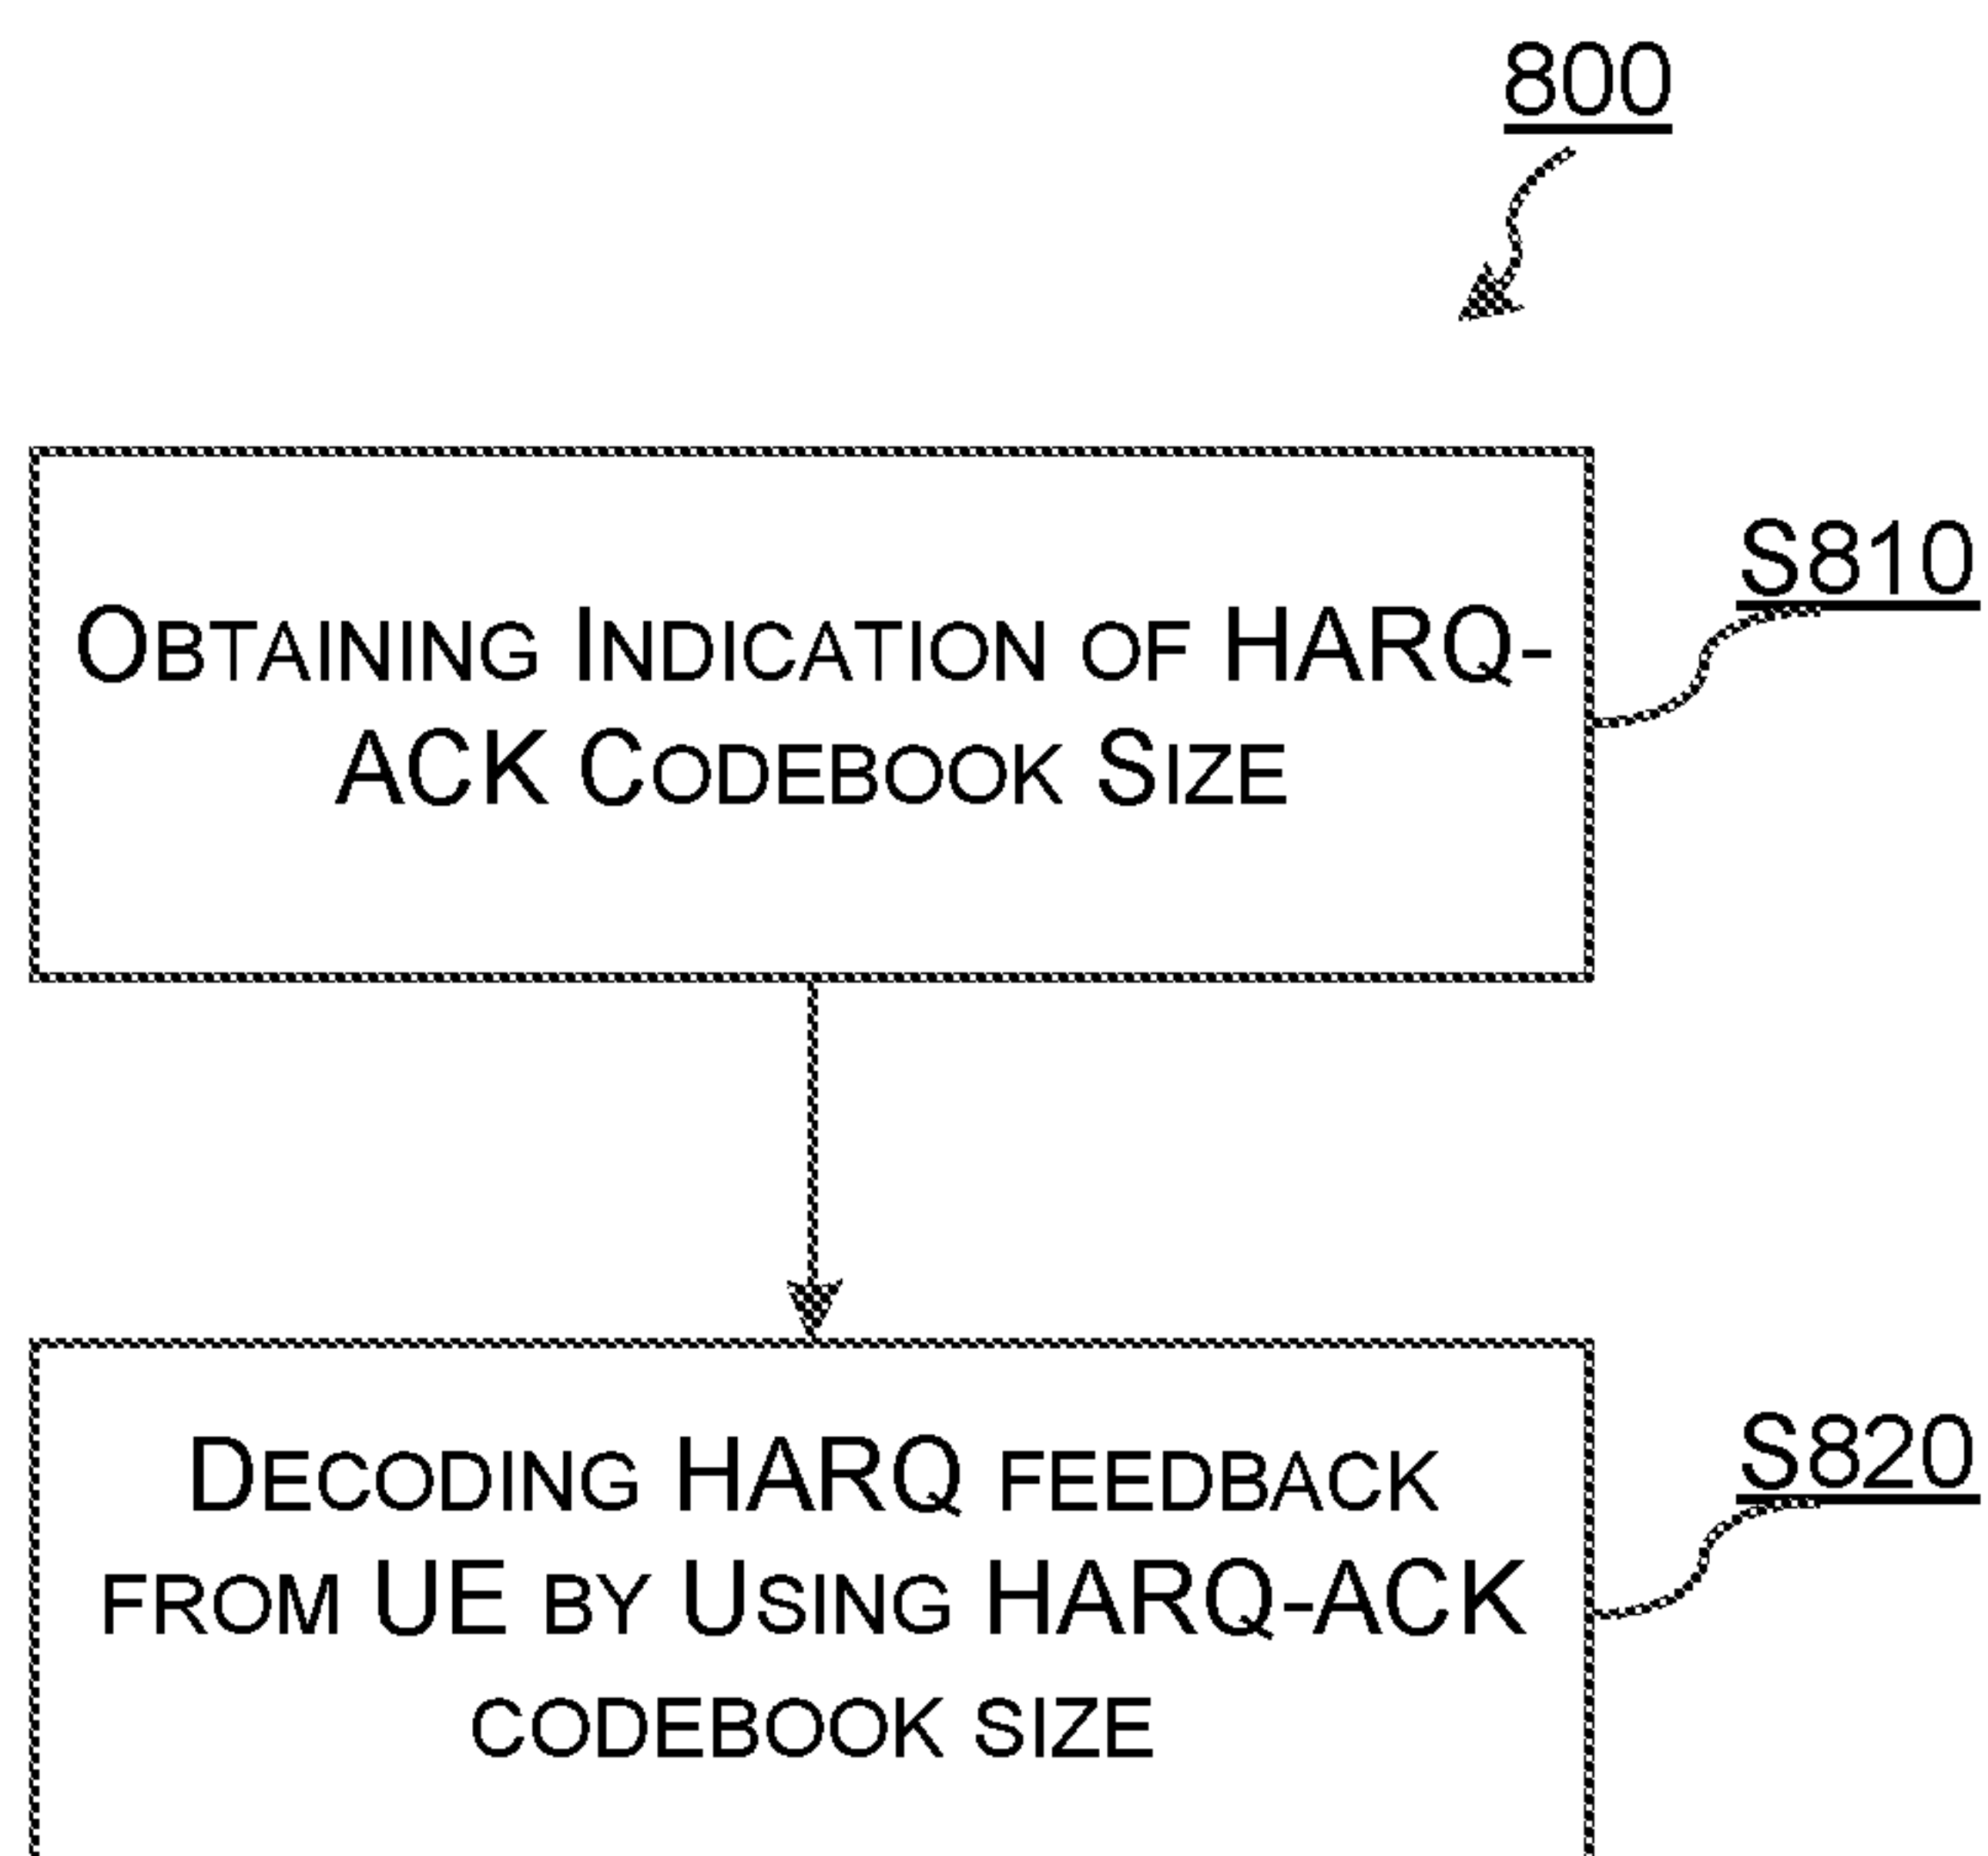 800
OBTAINING INDICATION OF HARQ-
ACK CODEBOOK SIZE
S810
DECODING HARQ FEEDBACK
FROM UE BY USING HARQ-ACK
CODEBOOK SIZE
S820